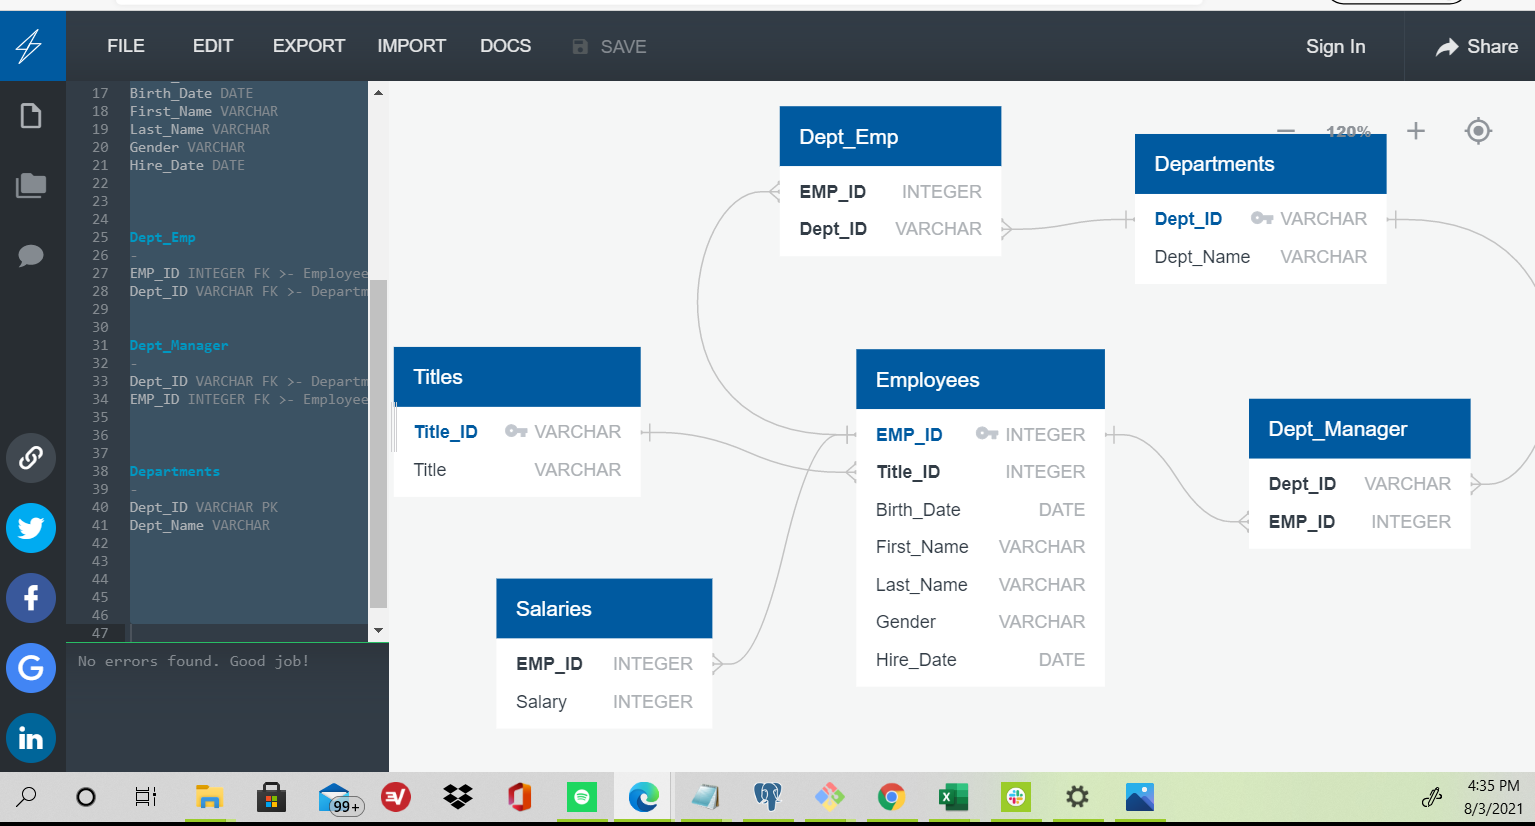 FILE EDIT EXPORT IMPORT DOCS SAVE Sign In Share
17 Birth_Date DATE
18 First_Name VARCHAR
19 Last_Name VARCHAR
20 Gender VARCHAR
21 Hire_Date DATE
22
23
24
25 Dept_Emp
26 -
27 EMP_ID INTEGER FK >- Employee
28 Dept_ID VARCHAR FK >- Departm
29
30
31 Dept_Manager
32 -
33 Dept_ID VARCHAR FK >- Departm
34 EMP_ID INTEGER FK >- Employee
35
36
37
38 Departments
39 -
40 Dept_ID VARCHAR PK
41 Dept_Name VARCHAR
42
43
44
45
46
47
No errors found. Good job!
120%
Dept_Emp
EMP_ID INTEGER
Dept_ID VARCHAR
Departments
Dept_ID VARCHAR
Dept_Name VARCHAR
Titles
Title_ID VARCHAR
Title VARCHAR
Employees
EMP_ID INTEGER
Title_ID INTEGER
Birth_Date DATE
First_Name VARCHAR
Last_Name VARCHAR
Gender VARCHAR
Hire_Date DATE
Dept_Manager
Dept_ID VARCHAR
EMP_ID INTEGER
Salaries
EMP_ID INTEGER
Salary INTEGER
99+
4:35 PM
8/3/2021